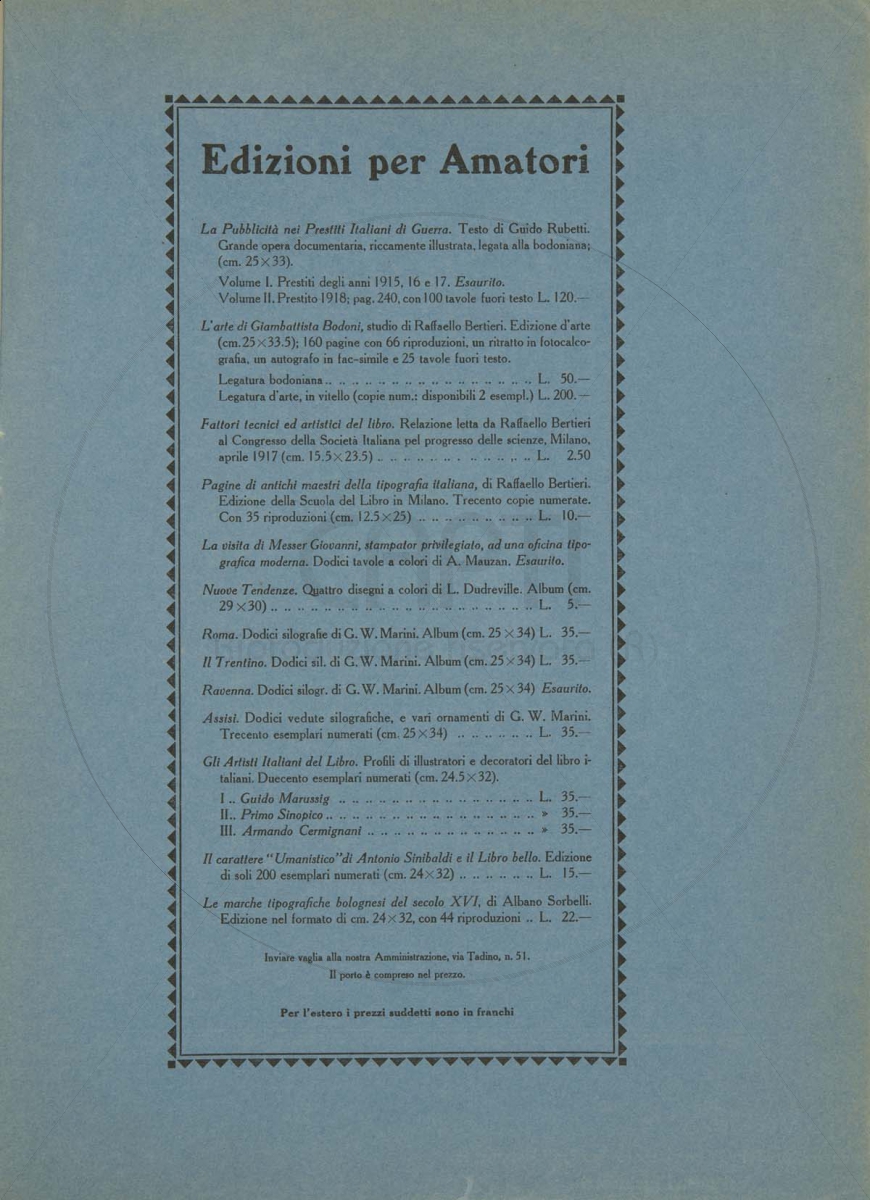 Edizioni per Amatori
La Pubblicità nei Prestiti Italiani di Guerra. Testo di Guido Rubetti.
Grande opera documentaria, riccamente illustrata, legata alla bodoniana;
(cm. 25×33).
Volume I. Prestiti degli anni 1915, 16 e 17. Esaurito.
Volume II. Prestito 1918; pag. 240, con 100 tavole fuori testo L. 120.—
L'arte di Giambattista Bodoni, studio di Raffaello Bertieri. Edizione d'arte
(cm. 25×33.5); 160 pagine con 66 riproduzioni, un ritratto in fotocalco-
grafia, un autografo in fac-simile e 25 tavole fuori testo.
Legatura bodoniana .. .. .. .. .. .. .. .. .. .. .. .. .. .. .. ., L. 50.—
Legatura d'arte, in vitello (copie num.: disponibili 2 esempl.) L. 200.—
Fattori tecnici ed artistici del libro. Relazione letta da Raffaello Bertieri
al Congresso della Società Italiana pel progresso delle scienze, Milano,
aprile 1917 (cm. 15.5×23.5) .. .. .. .. .. .. . .. .. ,. .. L. 2.50
Pagine di antichi maestri della tipografia italiana, di Raffaello Bertieri.
Edizione della Scuola del Libro in Milano. Trecento copie numerate.
Con 35 riproduzioni (cm. 12.5×25) .. .. .. .. .. .. .. .. .. L. 10.—
La visita di Messer Giovanni, stampator privilegiato, ad una oficina tipo-
grafica moderna. Dodici tavole a colori di A. Mauzan. Esaurito.
Nuove Tendenze. Quattro disegni a colori di L. Dudreville. Album (cm.
29×30) .. .. .. .. .. .. .. .. .. .. .. .. .. .. .. .. .. .. .. .. L. 5.—
Roma. Dodici silografie di G. W. Marini. Album (cm. 25×34) L. 35.—
Il Trentino. Dodici sil. di G. W. Marini. Album (cm. 25×34) L. 35.—
Ravenna. Dodici silogr. di G. W. Marini. Album (cm. 25×34) Esaurito.
Assisi. Dodici vedute silografiche, e vari ornamenti di G. W. Marini.
Trecento esemplari numerati (cm. 25×34) .. .. .. .. .. .. L. 35.—
Gli Artisti Italiani del Libro. Profili di illustratori e decoratori del libro i-
taliani. Duecento esemplari numerati (cm. 24.5×32).
I .. Guido Marussig .. .. .. .. .. .. .. .. .. .. .. .. .. .. .. L. 35.—
II.. Primo Sinopico .. .. .. .. .. .. .. .. .. .. .. .. .. .. .. .. » 35.—
III. Armando Cermignani .. .. .. .. .. .. .. .. .. .. .. .. .. » 35.—
Il carattere "Umanistico" di Antonio Sinibaldi e il Libro bello. Edizione
di soli 200 esemplari numerati (cm. 24×32) .. .. .. .. .. .. L. 15.—
Le marche tipografiche bolognesi del secolo XVI, di Albano Sorbelli.
Edizione nel formato di cm. 24×32, con 44 riproduzioni .. L. 22.—
Inviare vaglia alla nostra Amministrazione, via Tadino, n. 51.
Il porto è compreso nel prezzo.
Per l'estero i prezzi suddetti sono in franchi